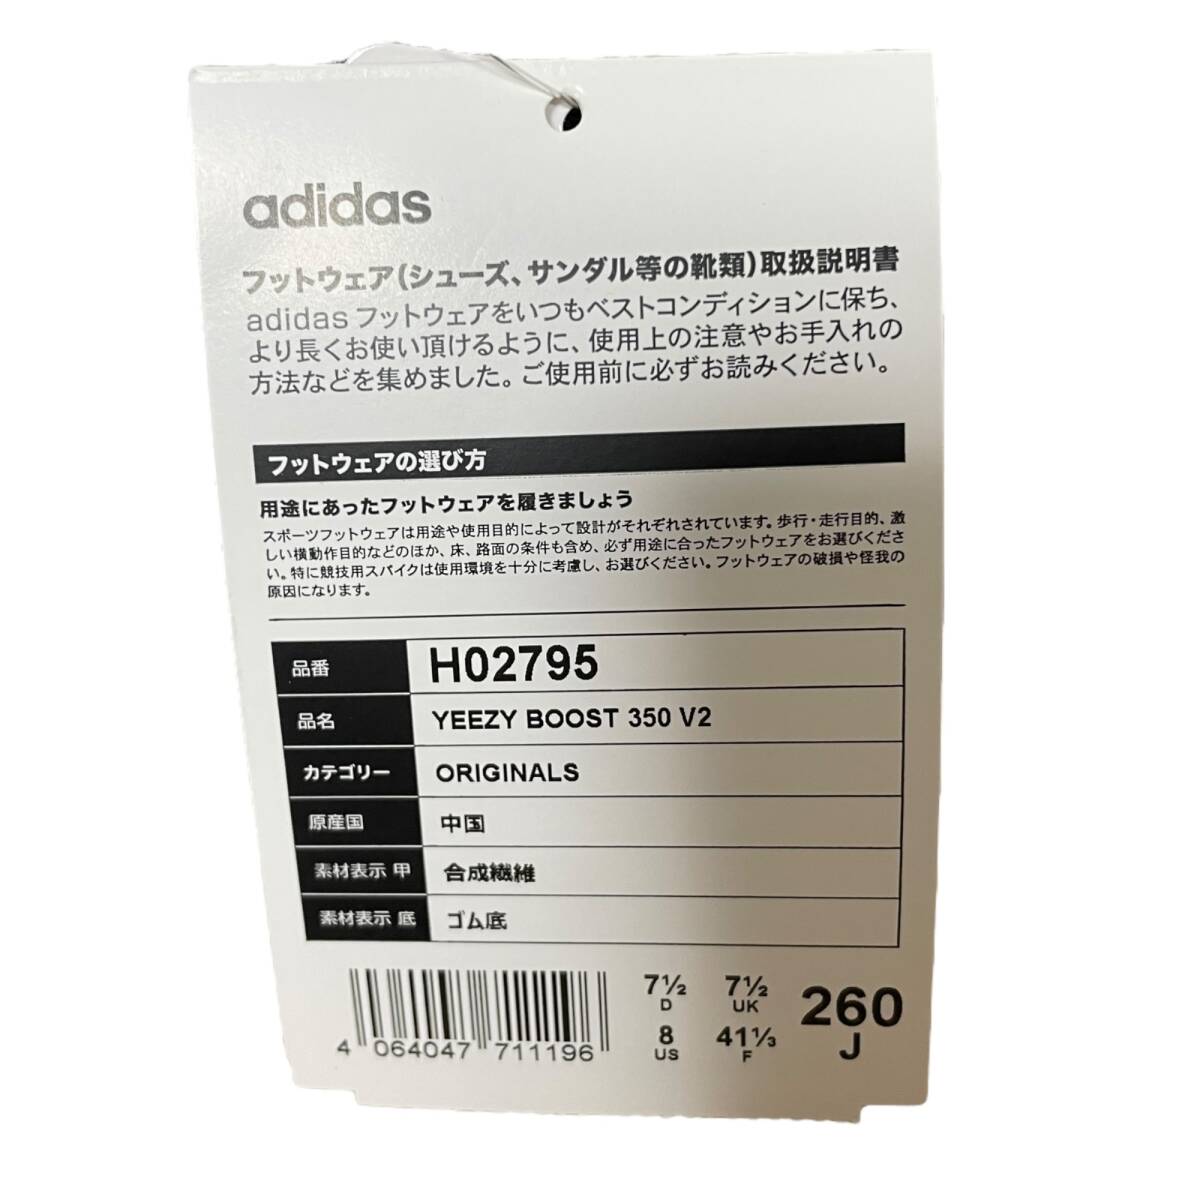 adidas
フットウェア(シューズ、サンダル等の靴類)取扱説明書
adidas フットウェアをいつもベストコンディションに保ち、
より長くお使い頂けるように、使用上の注意やお手入れの
方法などを集めました。ご使用前に必ずお読みください。
フットウェアの選び方
用途にあったフットウェアを履きましょう
スポーツフットウェアは用途や使用目的によって設計がそれぞれされています。歩行・走行目的、激
しい横動作目的などのほか、床、路面の条件も含め、必ず用途に合ったフットウェアをお選びくださ
い。特に競技用スパイクは使用環境を十分に考慮し、お選びください。フットウェアの破損や怪我の
原因になります。
品番 H02795
品名 YEEZY BOOST 350 V2
カテゴリー ORIGINALS
原産国 中国
素材表示 甲 合成繊維
素材表示 底 ゴム底
7½ 7½ 260
D UK
8 41⅓ J
US F
4 064047 711196